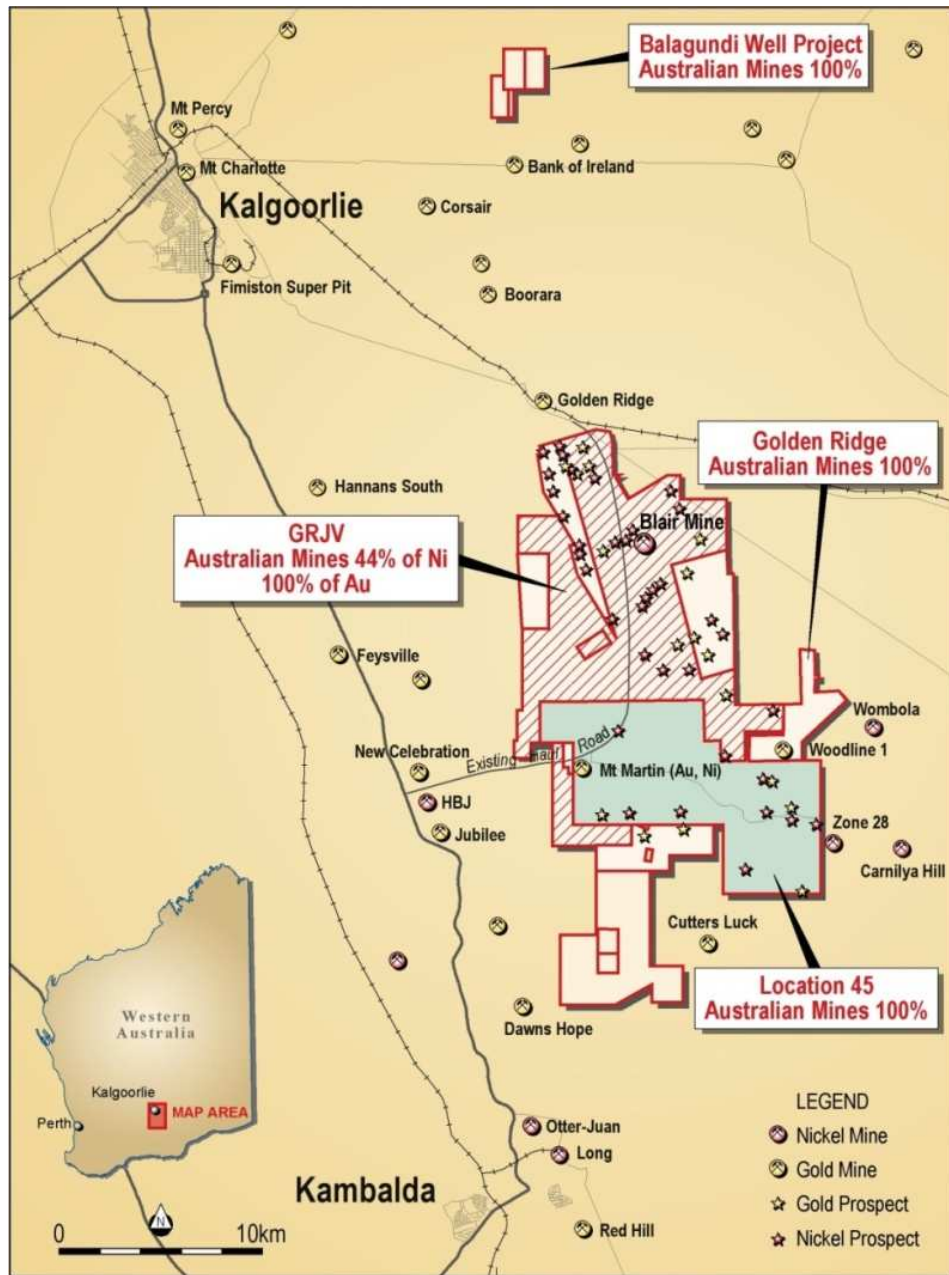 Balagundi Well Project
Australian Mines 100%
Mt Percy
Mt Charlotte
Bank of Ireland
Kalgoorlie
Corsair
Fimiston Super Pit
Boorara
Golden Ridge
Golden Ridge
Australian Mines 100%
Hannans South
GRJV
Australian Mines 44% of Ni
100% of Au
Blair Mine
Feysville
Wombola
New Celebration
Existing Haul Road
Woodline 1
Mt Martin (Au, Ni)
HBJ
Jubilee
Zone 28
Carnilya Hill
Cutters Luck
Location 45
Australian Mines 100%
Dawns Hope
Western
Australia
Kalgoorlie
Perth
MAP AREA
Otter-Juan
Long
Kambalda
Red Hill
N
0 10km
LEGEND
Nickel Mine
Gold Mine
Gold Prospect
Nickel Prospect